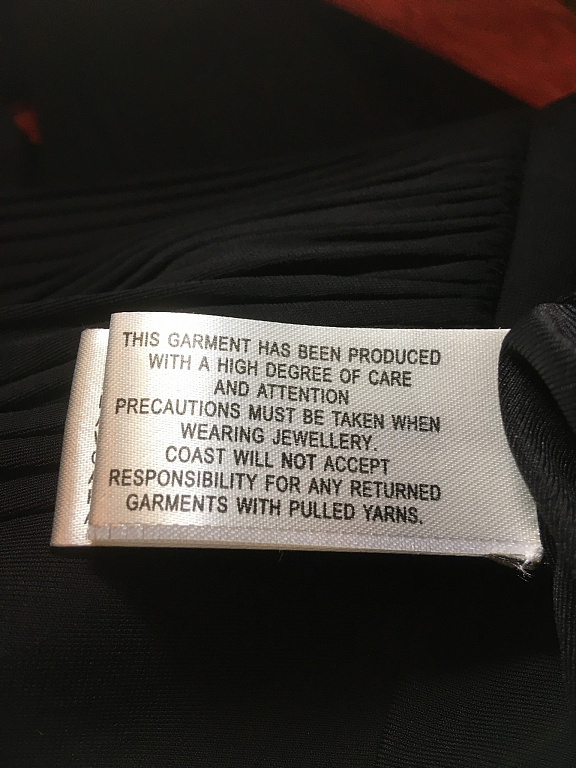 THIS GARMENT HAS BEEN PRODUCED
WITH A HIGH DEGREE OF CARE
AND ATTENTION
PRECAUTIONS MUST BE TAKEN WHEN
WEARING JEWELLERY.
COAST WILL NOT ACCEPT
RESPONSIBILITY FOR ANY RETURNED
GARMENTS WITH PULLED YARNS.